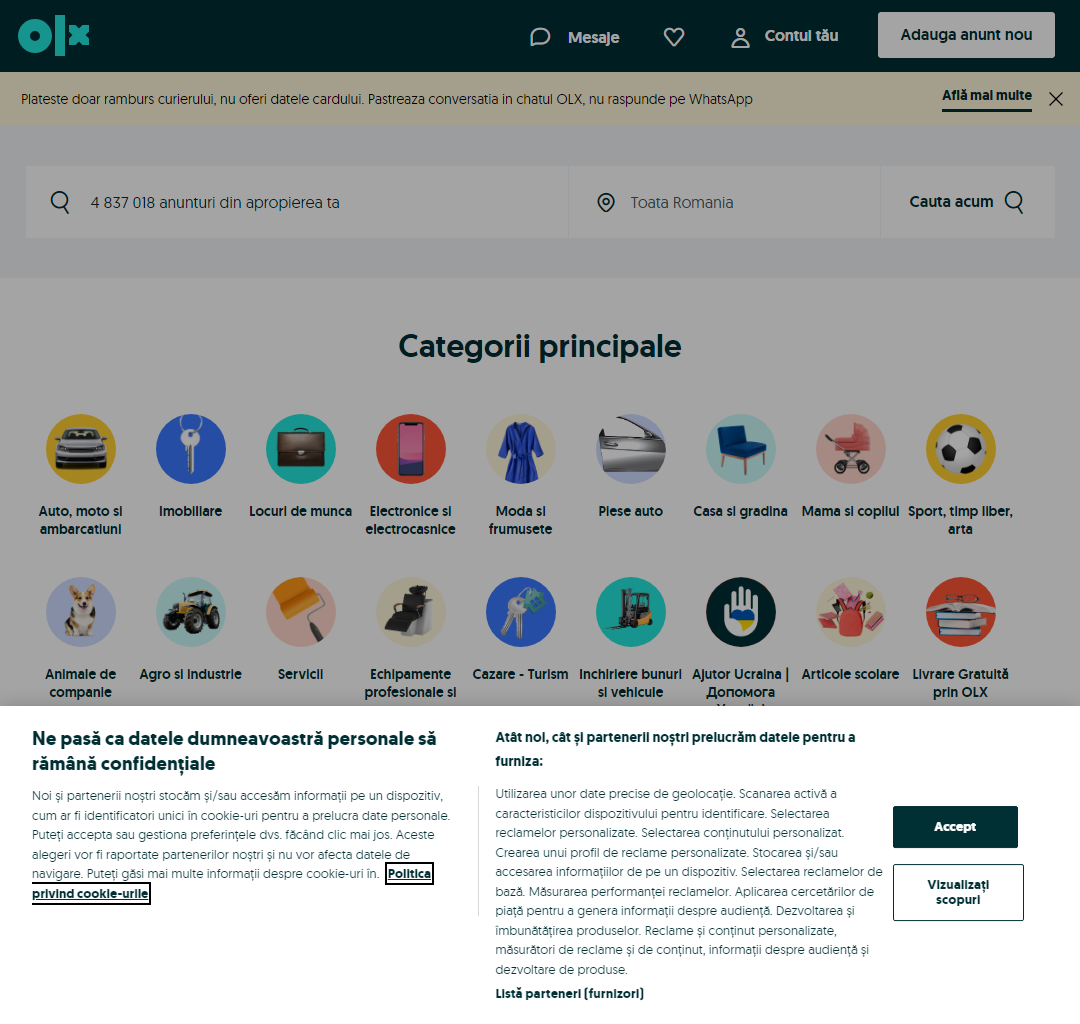 olx
Mesaje
Contul tău
Adauga anunt nou
Plateste doar ramburs curierului, nu oferi datele cardului. Pastreaza conversatia in chatul OLX, nu raspunde pe WhatsApp
Află mai multe
4 837 018 anunturi din apropierea ta
Toata Romania
Cauta acum
Categorii principale
Auto, moto si
ambarcatiuni
Imobiliare
Locuri de munca
Electronice si
electrocasnice
Moda si
frumusete
Piese auto
Casa si gradina
Mama si copilul
Sport, timp liber,
arta
Animale de
companie
Agro si industrie
Servicii
Echipamente
profesionale si
Cazare - Turism
Inchiriere bunuri
si vehicule
Ajutor Ucraina |
Допомога
Articole scolare
Livrare Gratuită
prin OLX
Ne pasă ca datele dumneavoastră personale să
rămână confidențiale
Noi și partenerii noștri stocăm și/sau accesăm informații pe un dispozitiv,
cum ar fi identificatori unici în cookie-uri pentru a prelucra date personale.
Puteți accepta sau gestiona preferințele dvs. făcând clic mai jos. Aceste
alegeri vor fi raportate partenerilor noștri și nu vor afecta datele de
navigare. Puteți găsi mai multe informații despre cookie-uri în. Politica
privind cookie-urile
Atât noi, cât și partenerii noștri prelucrăm datele pentru a
furniza:
Utilizarea unor date precise de geolocație. Scanarea activă a
caracteristicilor dispozitivului pentru identificare. Selectarea
reclamelor personalizate. Selectarea conținutului personalizat.
Crearea unui profil de reclame personalizate. Stocarea și/sau
accesarea informațiilor de pe un dispozitiv. Selectarea reclamelor de
bază. Măsurarea performanței reclamelor. Aplicarea cercetărilor de
piață pentru a genera informații despre audiență. Dezvoltarea și
îmbunătățirea produselor. Reclame și conținut personalizate,
măsurători de reclame și de conținut, informații despre audiență și
dezvoltare de produse.
Listă parteneri (furnizori)
Accept
Vizualizați
scopuri